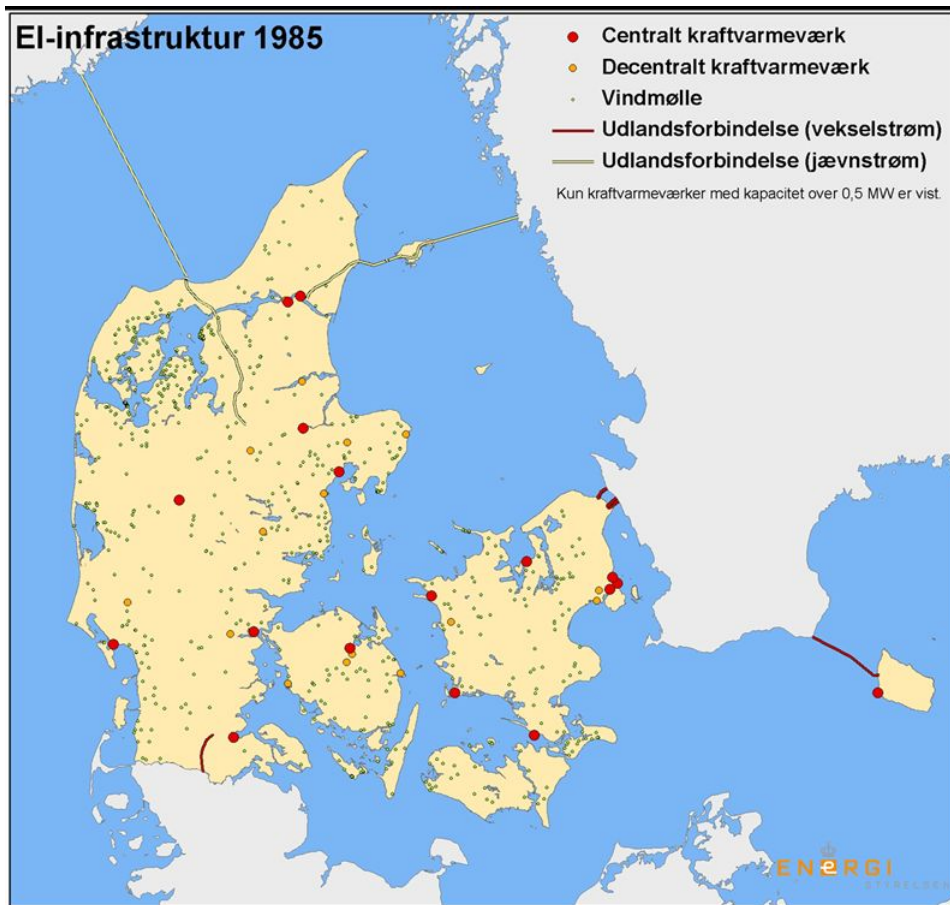 El-infrastruktur 1985
Centralt kraftvarmeværk
Decentralt kraftvarmeværk
Vindmølle
Udlandsforbindelse (vekselstrøm)
Udlandsforbindelse (jævnstrøm)
Kun kraftvarmeværker med kapacitet over 0,5 MW er vist.
ENERGI
STYRELSEN